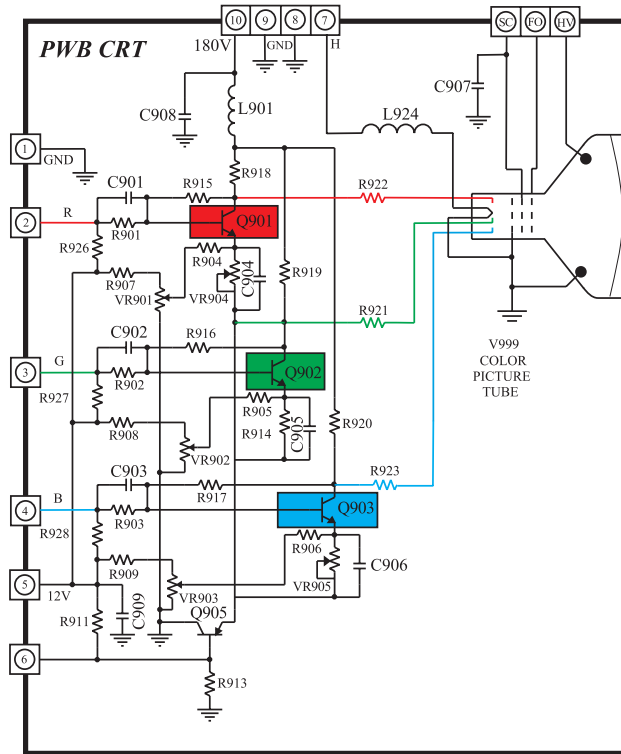 10 9 8 7 SC FO HV
180V GND H
PWB CRT
C907
C908 L901 L924
1
GND
R918
C901 R915 R922
2 R Q901
R901
R926 R904
R907 C904 R919
VR901 VR904
R921
C902 R916
V999
COLOR
PICTURE
TUBE
3 G Q902
R902
R927 R905
R908 R914 C905 R920
VR902
C903 R923
R917
4 B Q903
R903
R928 R906
R909 C906
5 VR903 VR905
12V C909 Q905
R911
6
R913